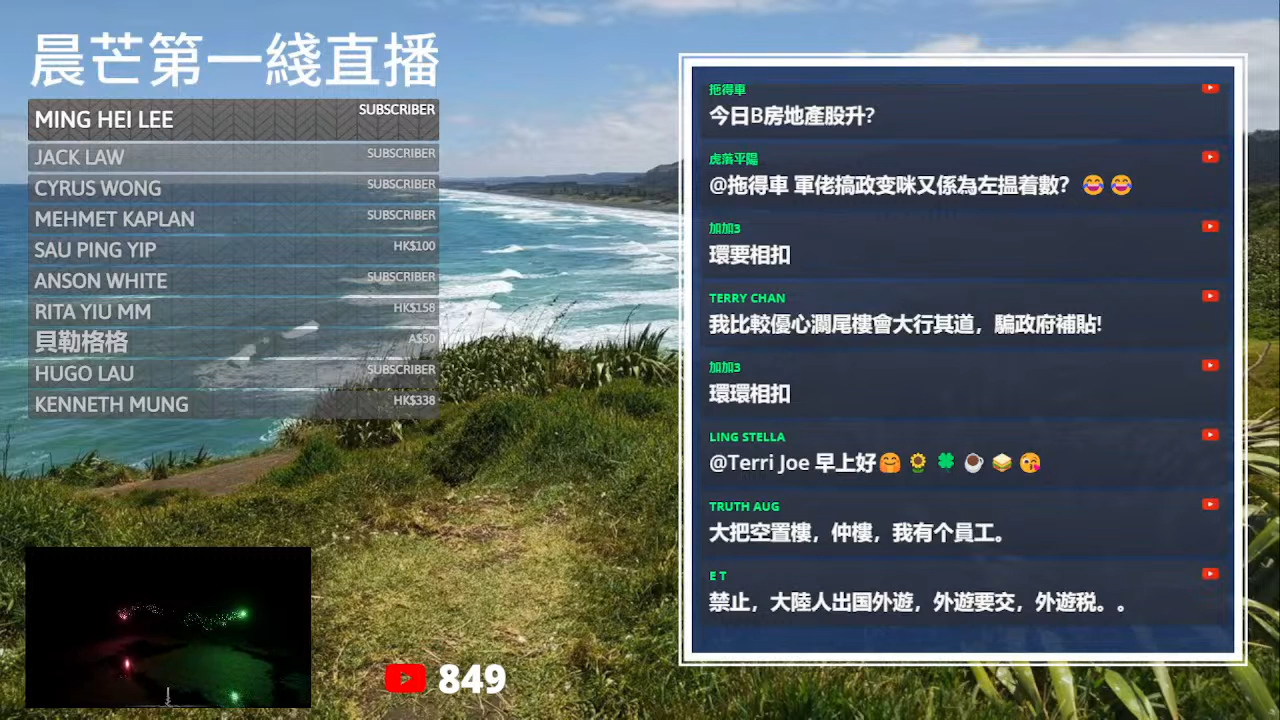 晨芒第一綫直播
MING HEI LEE SUBSCRIBER
JACK LAW SUBSCRIBER
CYRUS WONG SUBSCRIBER
MEHMET KAPLAN SUBSCRIBER
SAU PING YIP HK$100
ANSON WHITE SUBSCRIBER
RITA YIU MM HK$158
貝勒格格 A$50
HUGO LAU SUBSCRIBER
KENNETH MUNG HK$338
849
拖得車
今日B房地產股升?
虎落平陽
@拖得車 軍佬搞政变咪又係為左揾着數? 😂 😂
加加3
環要相扣
TERRY CHAN
我比較優心瀾尾樓會大行其道，騙政府補貼!
加加3
環環相扣
LING STELLA
@Terri Joe 早上好🤗 🌻 🍀 ☕ 🥪 😘
TRUTH AUG
大把空置樓，仲樓，我有个員工。
E T
禁止，大陸人出国外遊，外遊要交，外遊税。。